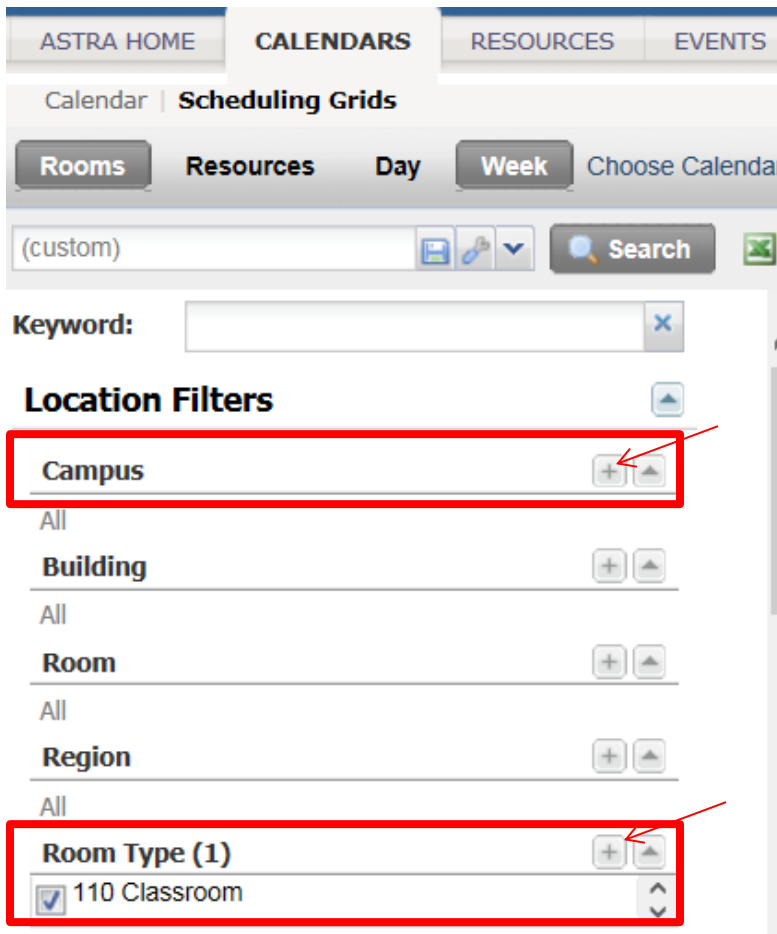 ASTRA HOME CALENDARS RESOURCES EVENTS
Calendar | Scheduling Grids
Rooms Resources Day Week Choose Calenda
(custom) Search
Keyword:
Location Filters
Campus
All
Building
All
Room
All
Region
All
Room Type (1)
110 Classroom